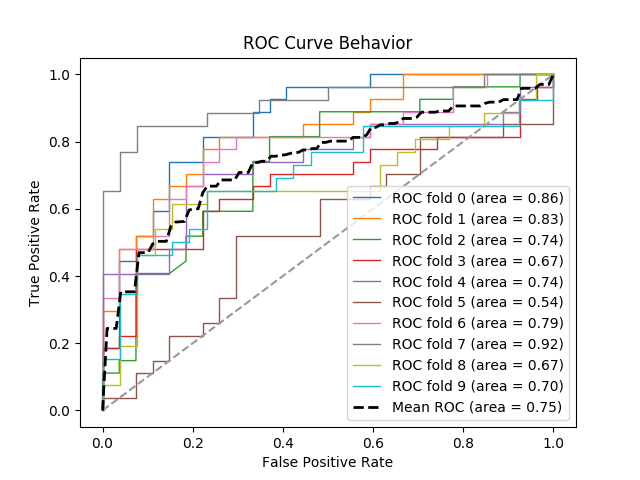 ROC Curve Behavior
True Positive Rate
1.0
0.8
0.6
0.4
0.2
0.0
ROC fold 0 (area = 0.86)
ROC fold 1 (area = 0.83)
ROC fold 2 (area = 0.74)
ROC fold 3 (area = 0.67)
ROC fold 4 (area = 0.74)
ROC fold 5 (area = 0.54)
ROC fold 6 (area = 0.79)
ROC fold 7 (area = 0.92)
ROC fold 8 (area = 0.67)
ROC fold 9 (area = 0.70)
Mean ROC (area = 0.75)
0.0 0.2 0.4 0.6 0.8 1.0
False Positive Rate